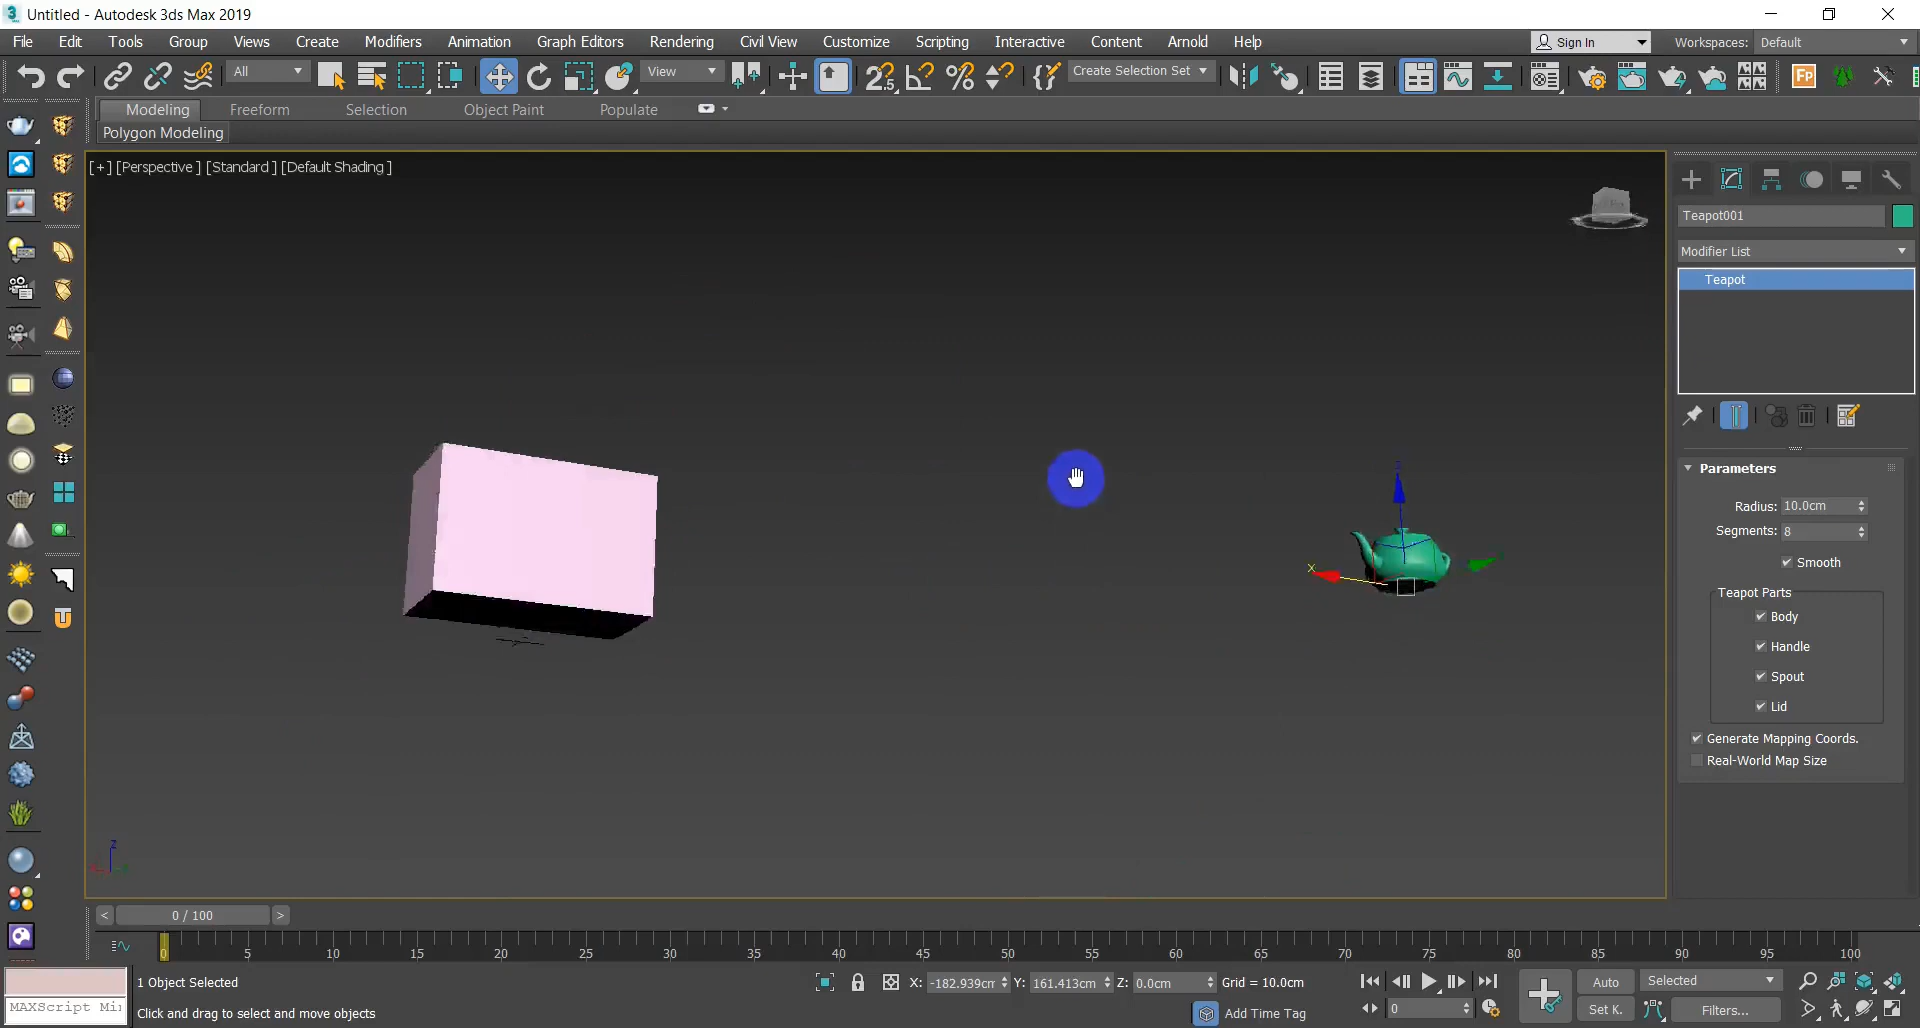 Untitled - Autodesk 3ds Max 2019
File Edit Tools Group Views Create Modifiers Animation Graph Editors Rendering Civil View Customize Scripting Interactive Content Arnold Help
Sign In
Workspaces: Default
All
View
2.5
Create Selection Set
Fp
Modeling Freeform Selection Object Paint Populate
Polygon Modeling
[+] [Perspective ] [Standard ] [Default Shading ]
Teapot001
Modifier List
Teapot
Parameters
Radius: 10.0cm
Segments: 8
Smooth
Teapot Parts
Body
Handle
Spout
Lid
Generate Mapping Coords.
Real-World Map Size
x
z
< 0 / 100 >
0 5 10 15 20 25 30 35 40 45 50 55 60 65 70 75 80 85 90 95 100
1 Object Selected
X: -182.939cm Y: 161.413cm Z: 0.0cm Grid = 10.0cm
Auto Selected
MAXScript Mi
Click and drag to select and move objects
Add Time Tag
0
Set K. Filters...